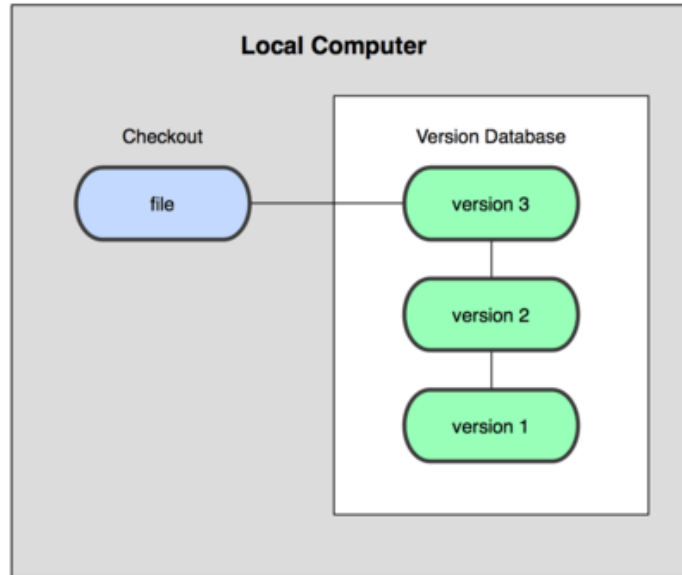 Local Computer
Checkout
Version Database
file
version 3
version 2
version 1